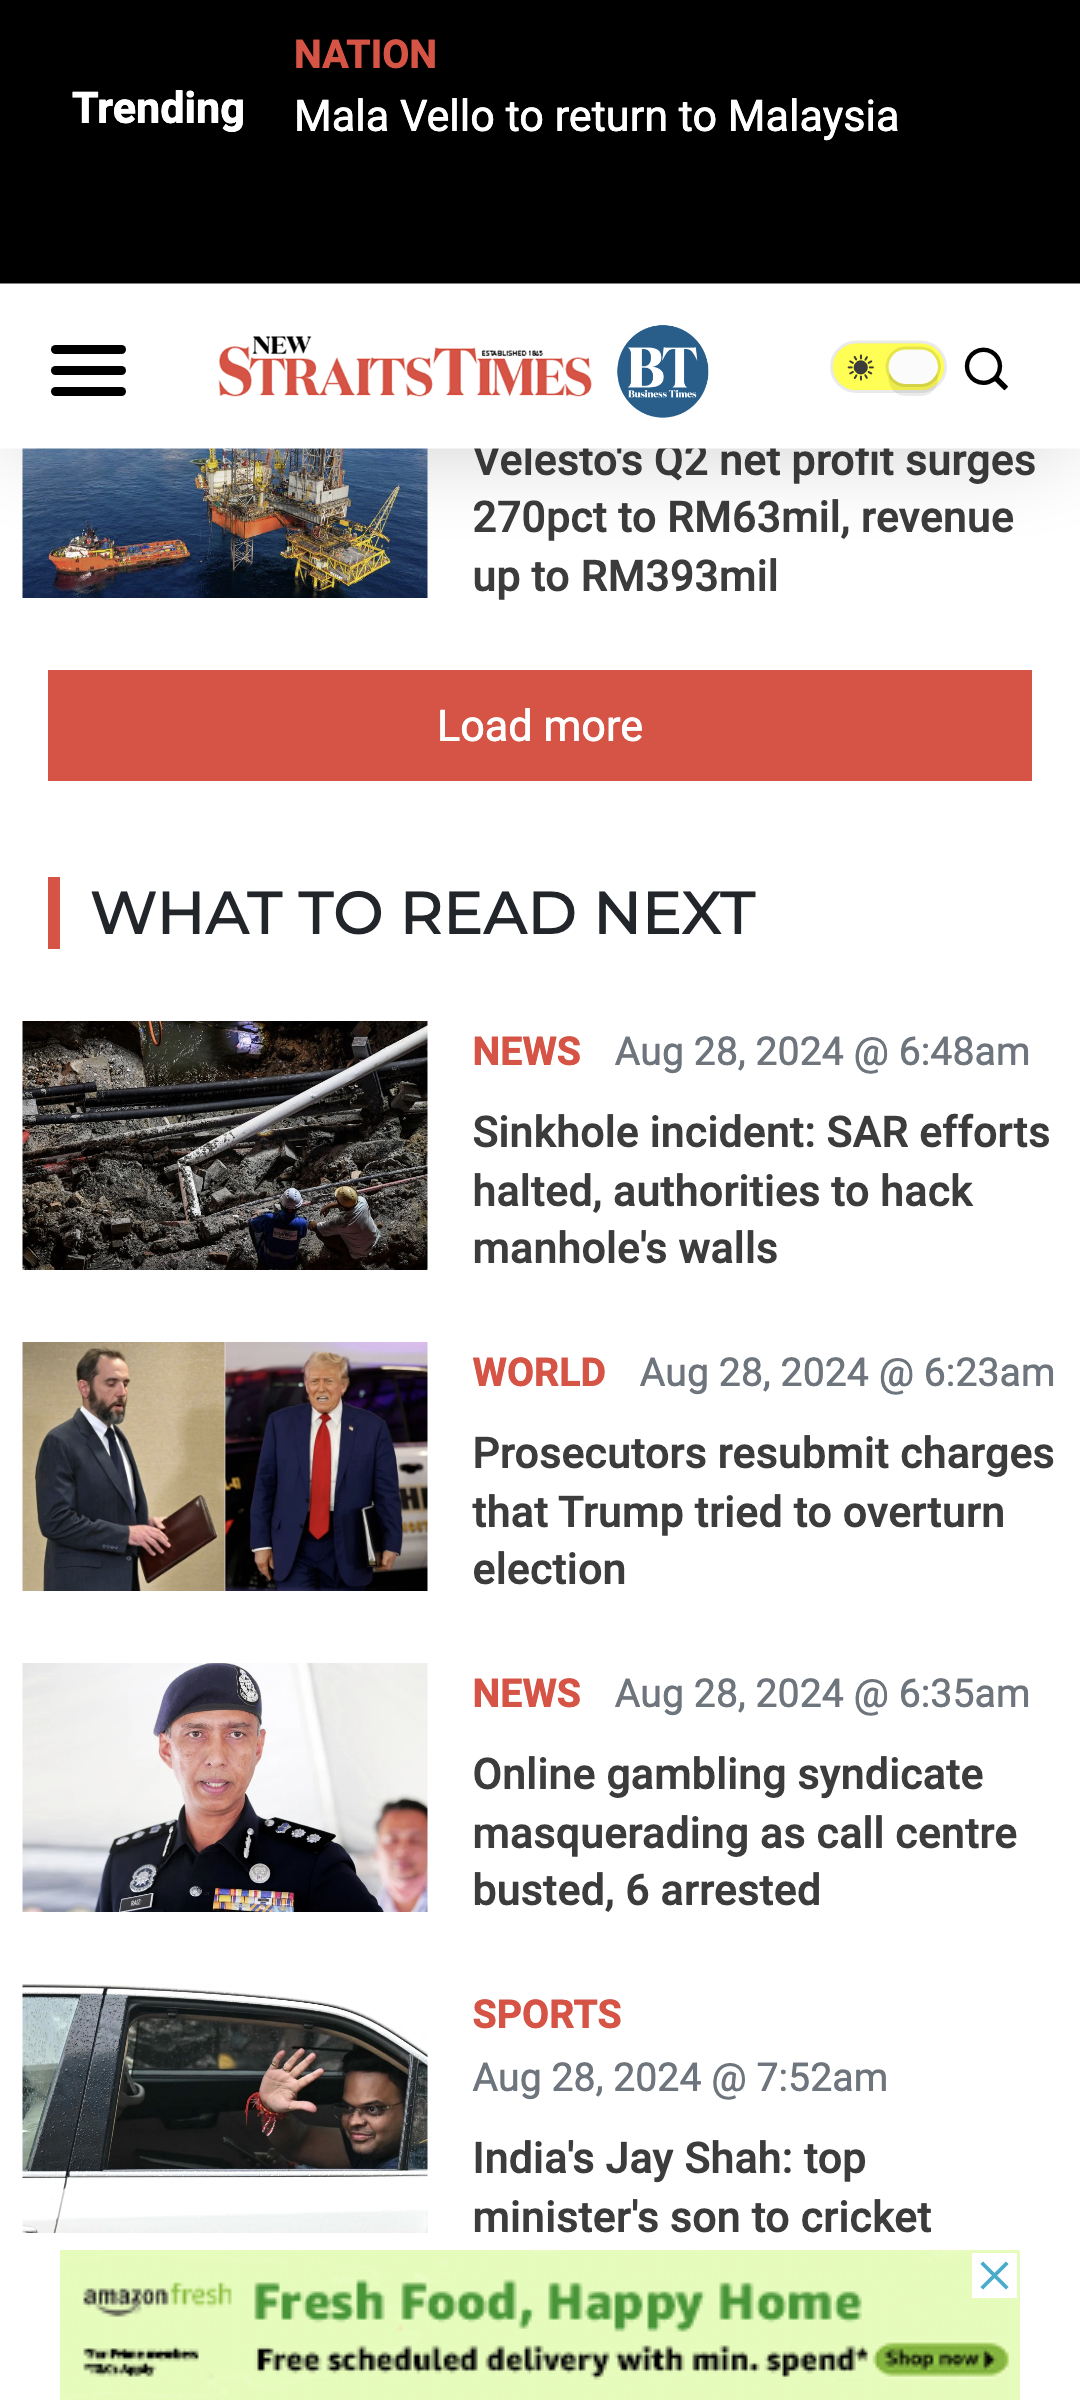 NATION
Trending
Mala Vello to return to Malaysia
NEW
ESTABLISHED 1845
STRAITS TIMES
BT
Business Times
Velesto's Q2 net profit surges
270pct to RM63mil, revenue
up to RM393mil
Load more
WHAT TO READ NEXT
NEWS Aug 28, 2024 @ 6:48am
Sinkhole incident: SAR efforts
halted, authorities to hack
manhole's walls
WORLD Aug 28, 2024 @ 6:23am
Prosecutors resubmit charges
that Trump tried to overturn
election
NEWS Aug 28, 2024 @ 6:35am
Online gambling syndicate
masquerading as call centre
busted, 6 arrested
SPORTS
Aug 28, 2024 @ 7:52am
India's Jay Shah: top
minister's son to cricket
amazon fresh
Fresh Food, Happy Home
*For Prime members
*T&Cs Apply
Free scheduled delivery with min. spend*
Shop now